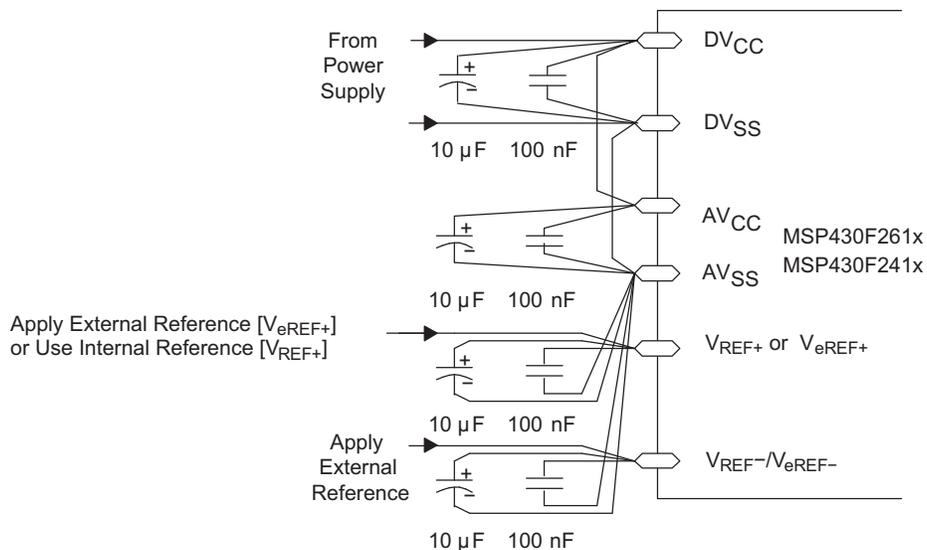 From
Power
Supply
DVCC
DVSS
+
−
10 µF 100 nF
AVCC
MSP430F261x
MSP430F241x
AVSS
+
−
10 µF 100 nF
Apply External Reference [VeREF+]
or Use Internal Reference [VREF+]
VREF+ or VeREF+
+
−
10 µF 100 nF
Apply
External
Reference
VREF−/VeREF−
+
−
10 µF 100 nF